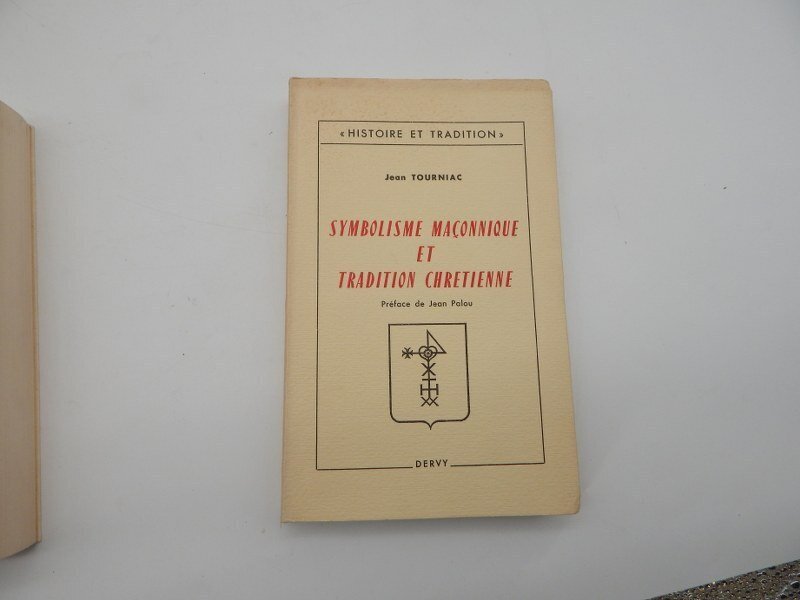 « HISTOIRE ET TRADITION »
Jean TOURNIAC
SYMBOLISME MAÇONNIQUE
ET
TRADITION CHRETIENNE
Préface de Jean Palou
DERVY